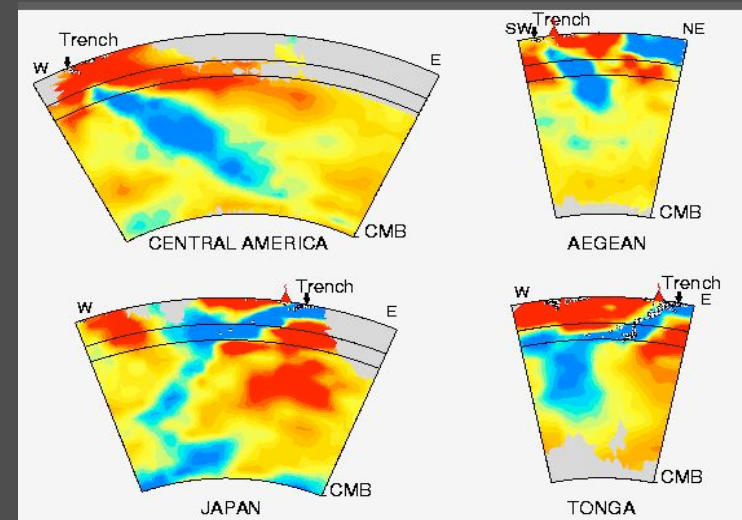 Trench
W
E
CMB
CENTRAL AMERICA
SW
Trench
NE
CMB
AEGEAN
W
Trench
E
CMB
JAPAN
W
Trench
E
CMB
TONGA